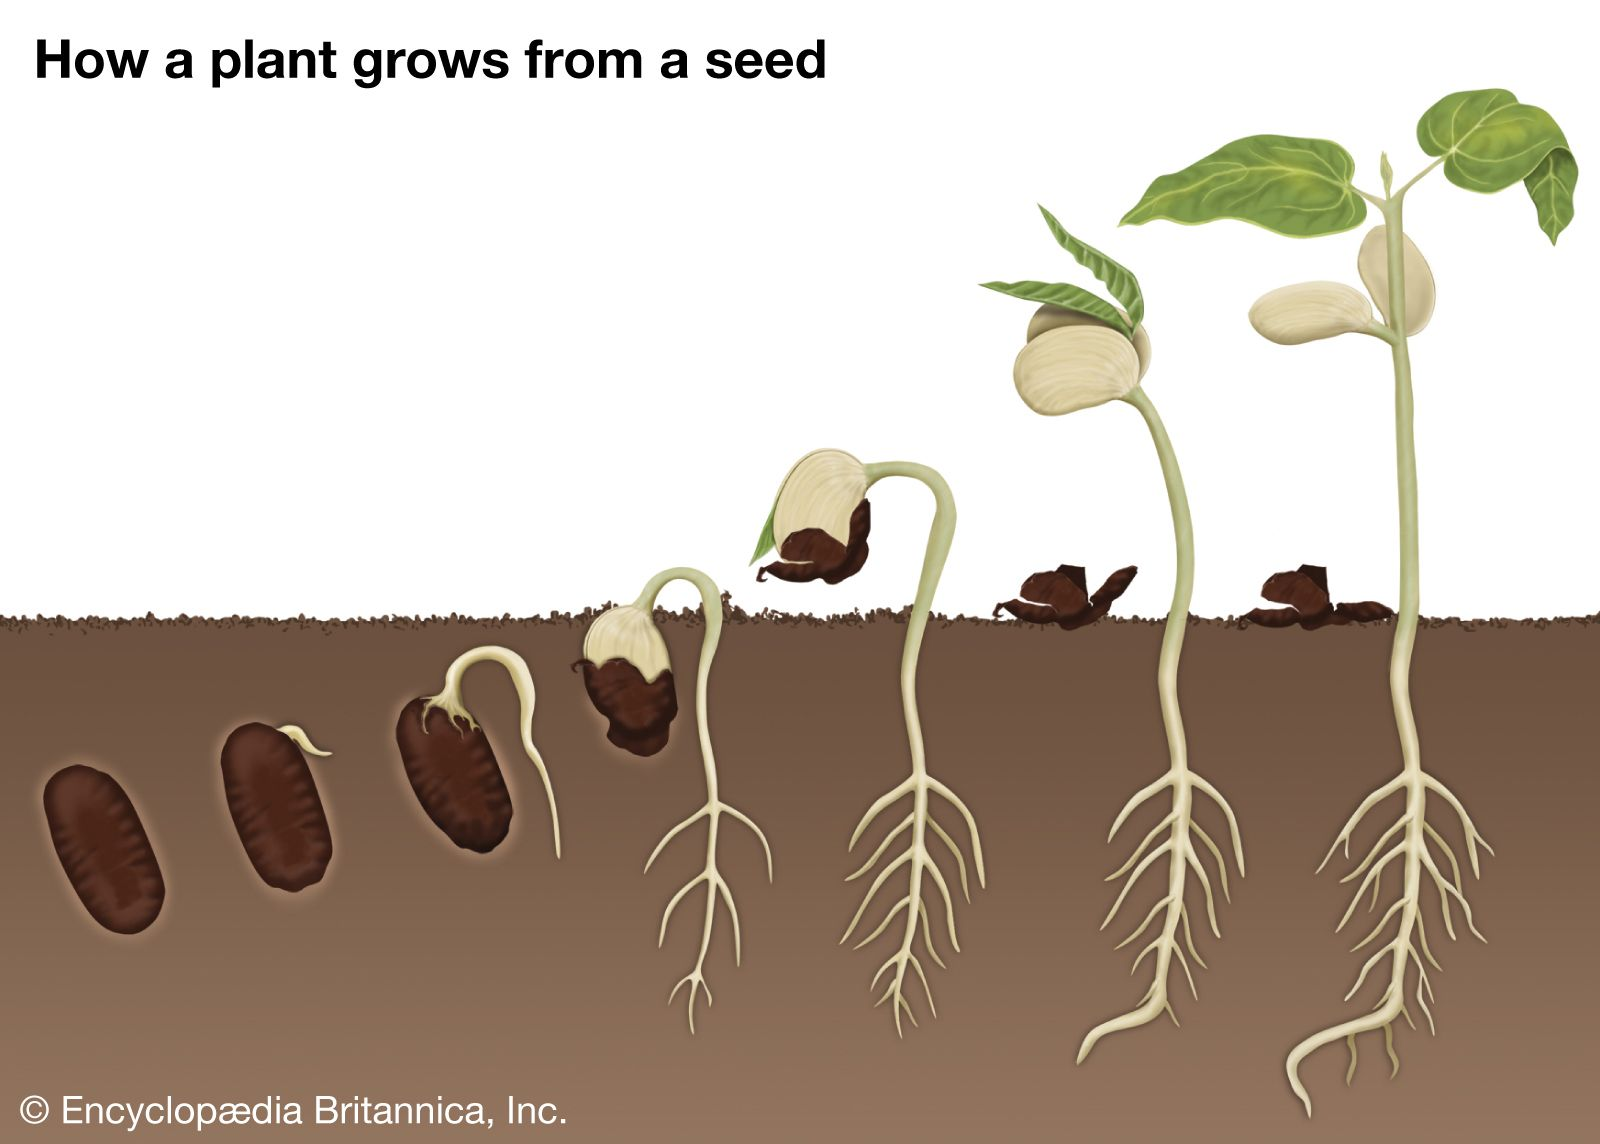 How a plant grows from a seed
© Encyclopædia Britannica, Inc.